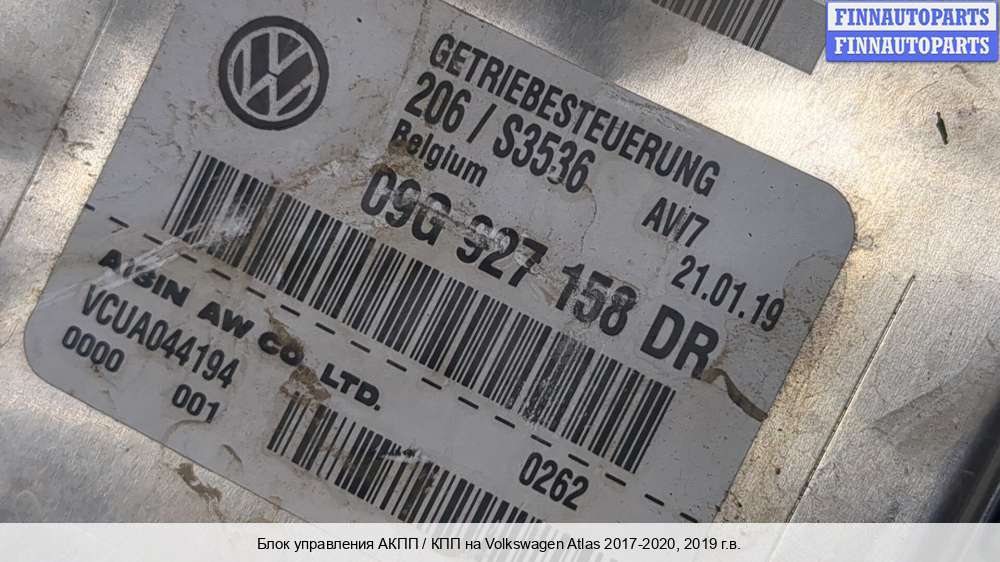 FINNAUTOPARTS
FINNAUTOPARTS
GETRIEBESTEUERUNG
206 / S3536 AW7
Belgium 21.01.19
09G 927 158 DR
AISIN AW CO., LTD.
VCUA044194 0262
0000 001
Блок управления АКПП / КПП на Volkswagen Atlas 2017-2020, 2019 г.в.